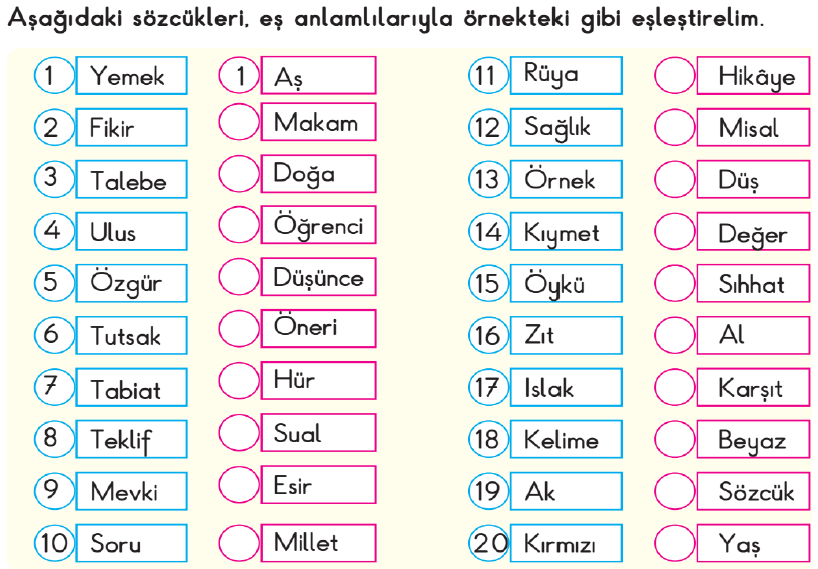 Aşağıdaki sözcükleri, eş anlamlılarıyla örnekteki gibi eşleştirelim.
1 Yemek 1 Aş 11 Rüya Hikâye
2 Fikir Makam 12 Sağlık Misal
3 Talebe Doğa 13 Örnek Düş
4 Ulus Öğrenci 14 Kıymet Değer
5 Özgür Düşünce 15 Öykü Sıhhat
6 Tutsak Öneri 16 Zıt Al
7 Tabiat Hür 17 Islak Karşıt
8 Teklif Sual 18 Kelime Beyaz
9 Mevki Esir 19 Ak Sözcük
10 Soru Millet 20 Kırmızı Yaş